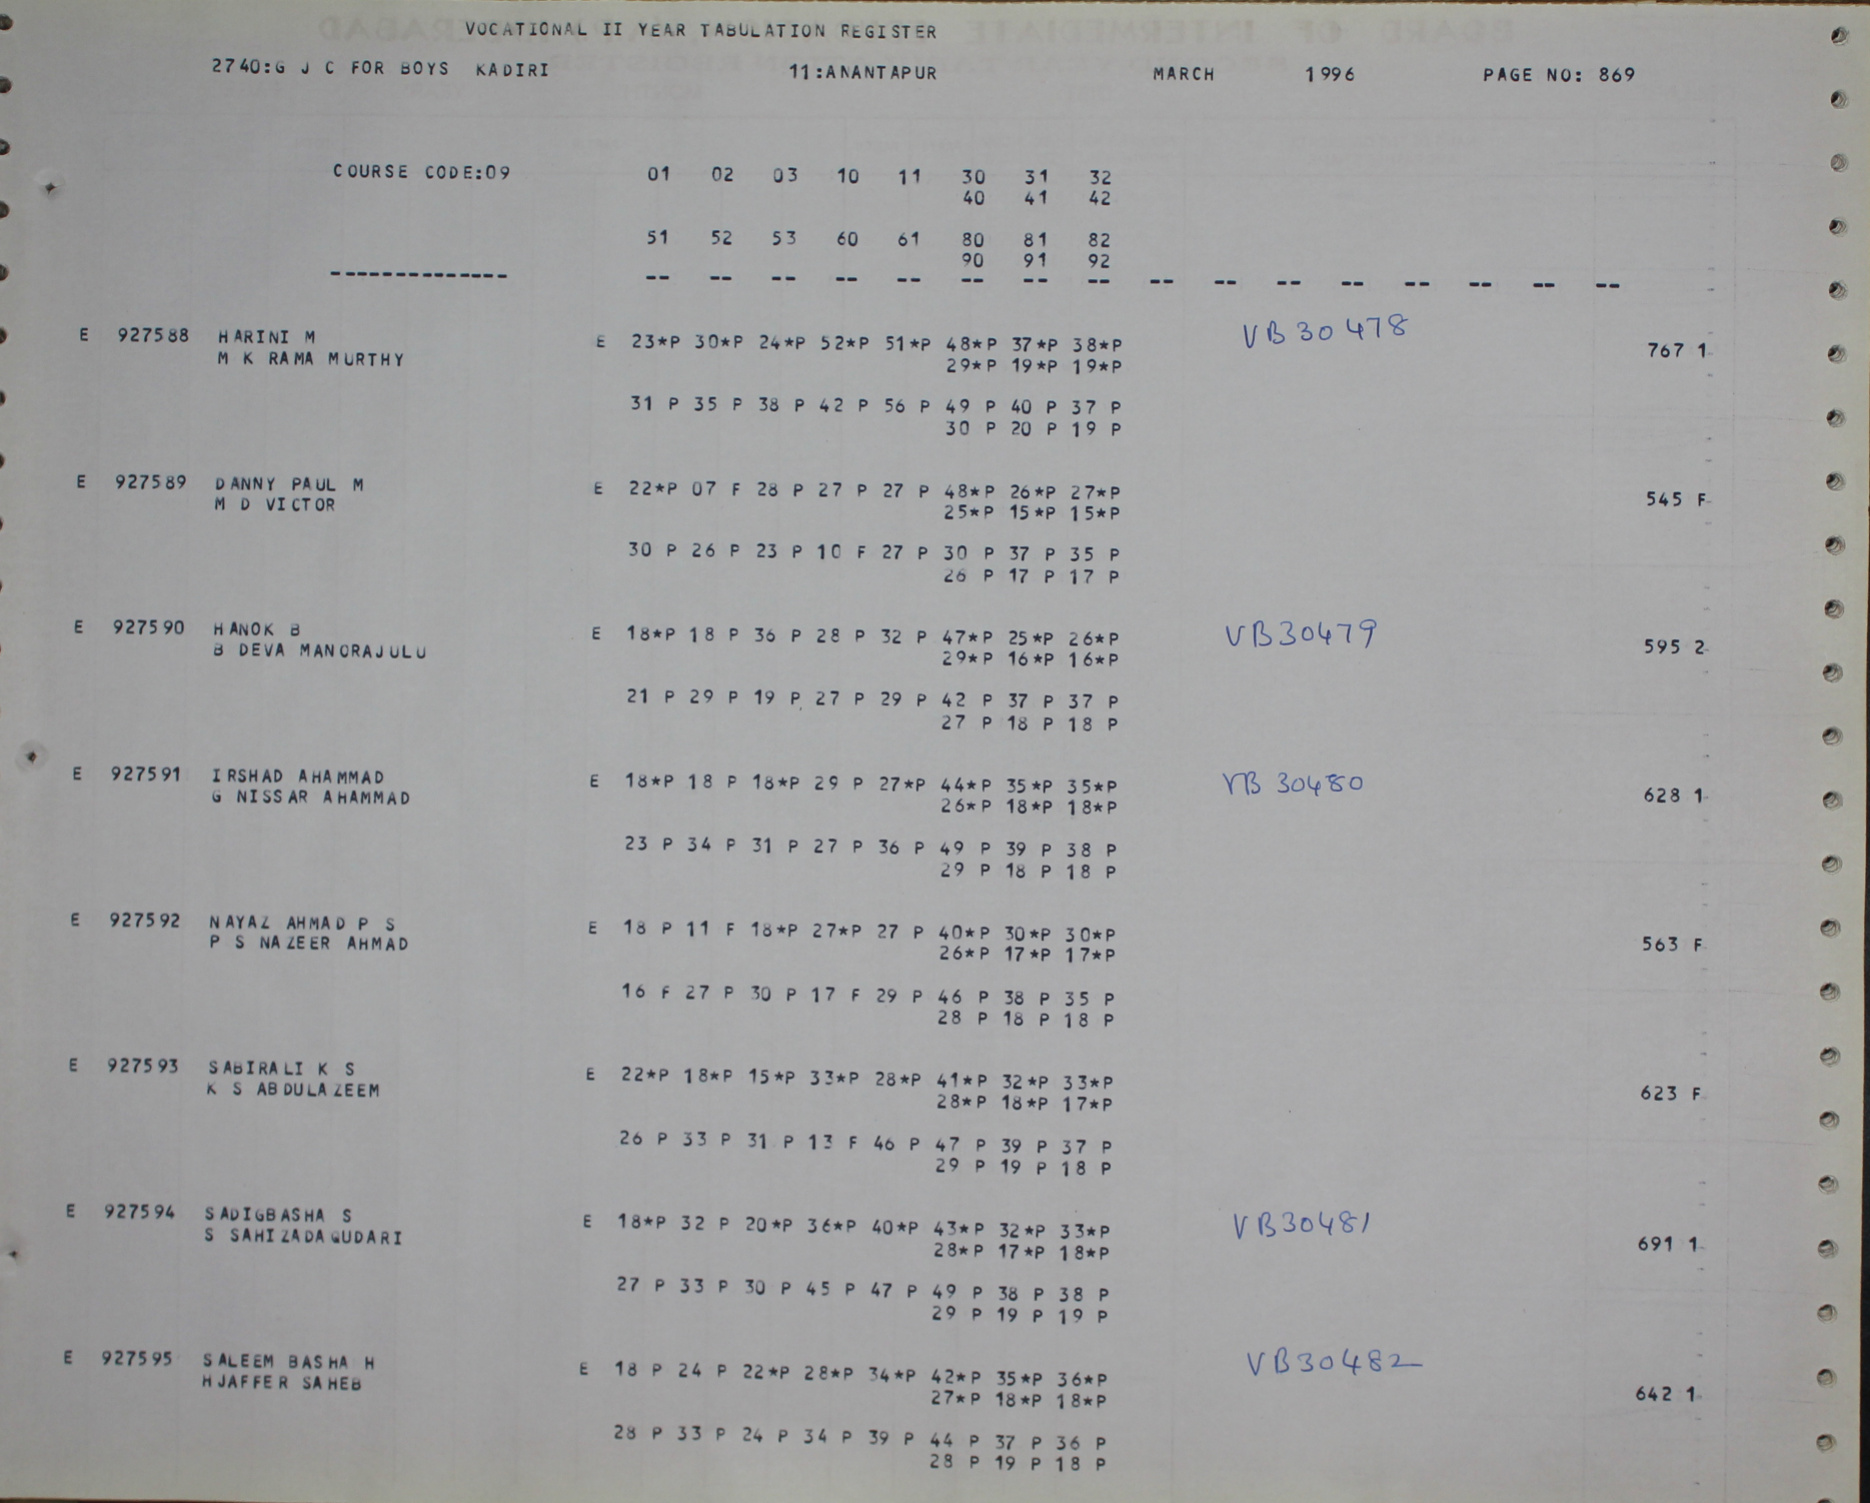 VOCATIONAL II YEAR TABULATION REGISTER
2740:G J C FOR BOYS KADIRI 11:ANANTAPUR MARCH 1996 PAGE NO: 869
COURSE CODE:09 01 02 03 10 11 30 31 32
40 41 42
51 52 53 60 61 80 81 82
90 91 92
-------------- -- -- -- -- -- -- -- -- -- -- -- -- -- -- -- --
E 927588 HARINI M E 23*P 30*P 24*P 52*P 51*P 48*P 37*P 38*P VB 30478 767 1
M K RAMA MURTHY 29*P 19*P 19*P
31 P 35 P 38 P 42 P 56 P 49 P 40 P 37 P
30 P 20 P 19 P
E 927589 DANNY PAUL M E 22*P 07 F 28 P 27 P 27 P 48*P 26*P 27*P 545 F
M D VICTOR 25*P 15*P 15*P
30 P 26 P 23 P 10 F 27 P 30 P 37 P 35 P
26 P 17 P 17 P
E 927590 HANOK B E 18*P 18 P 36 P 28 P 32 P 47*P 25*P 26*P VB30479 595 2
B DEVA MANORAJULU 29*P 16*P 16*P
21 P 29 P 19 P 27 P 29 P 42 P 37 P 37 P
27 P 18 P 18 P
E 927591 IRSHAD AHAMMAD E 18*P 18 P 18*P 29 P 27*P 44*P 35*P 35*P VB 30480 628 1
G NISSAR AHAMMAD 26*P 18*P 18*P
23 P 34 P 31 P 27 P 36 P 49 P 39 P 38 P
29 P 18 P 18 P
E 927592 NAYAZ AHMAD P S E 18 P 11 F 18*P 27*P 27 P 40*P 30*P 30*P 563 F
P S NAZEER AHMAD 26*P 17*P 17*P
16 F 27 P 30 P 17 F 29 P 46 P 38 P 35 P
28 P 18 P 18 P
E 927593 SABIRALI K S E 22*P 18*P 15*P 33*P 28*P 41*P 32*P 33*P 623 F
K S ABDULAZEEM 28*P 18*P 17*P
26 P 33 P 31 P 13 F 46 P 47 P 39 P 37 P
29 P 19 P 18 P
E 927594 SADIGBASHA S E 18*P 32 P 20*P 36*P 40*P 43*P 32*P 33*P VB30481 691 1
S SAHIZADAQUDARI 28*P 17*P 18*P
27 P 33 P 30 P 45 P 47 P 49 P 38 P 38 P
29 P 19 P 19 P
E 927595 SALEEM BASHA H E 18 P 24 P 22*P 28*P 34*P 42*P 35*P 36*P VB30482 642 1
HJAFFER SAHEB 27*P 18*P 18*P
28 P 33 P 24 P 34 P 39 P 44 P 37 P 36 P
28 P 19 P 18 P